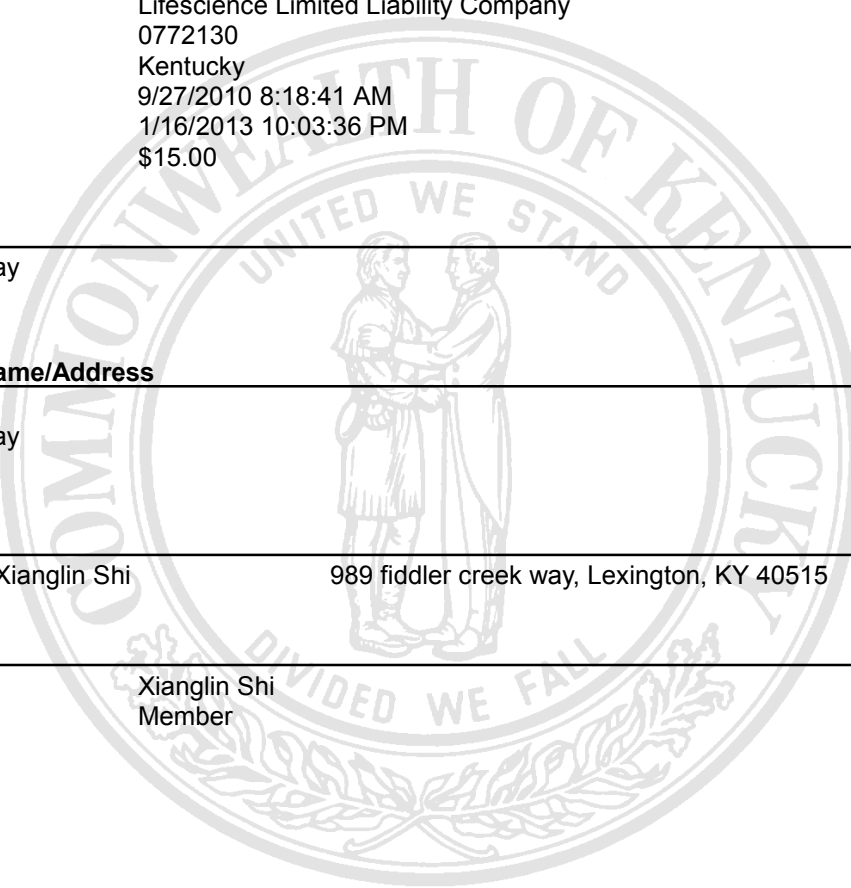 Lifescience Limited Liability Company
0772130
Kentucky
9/27/2010 8:18:41 AM
1/16/2013 10:03:36 PM
$15.00
ay
ame/Address
ay
Xianglin Shi 989 fiddler creek way, Lexington, KY 40515
Xianglin Shi
Member
COMMONWEALTH OF KENTUCKY
UNITED WE STAND
DIVIDED WE FALL